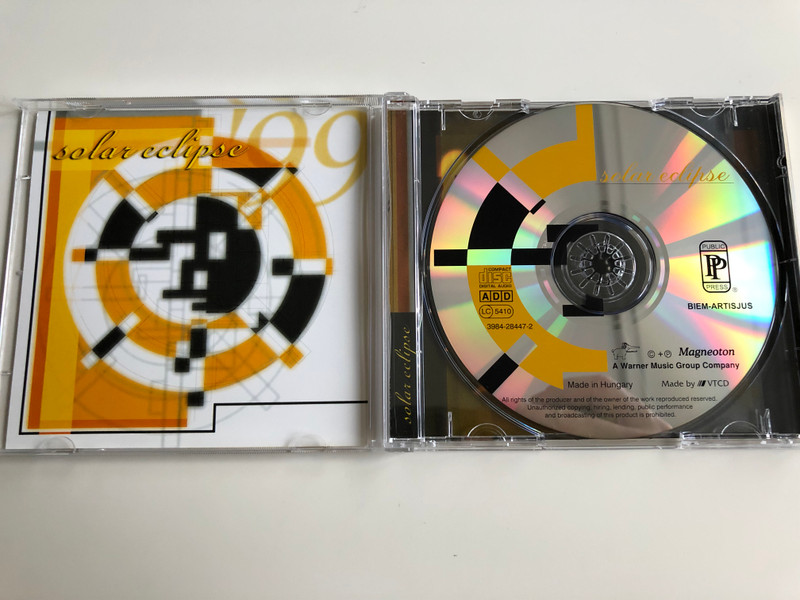 '99
solar eclipse
solar eclipse
solar eclipse
COMPACT
disc
DIGITAL AUDIO
ADD
LC 5410
3984-28447-2
PUBLIC
PP
PRESS
®
BIEM-ARTISJUS
© + ℗ Magneoton
A Warner Music Group Company
Made in Hungary
Made by VTCD
All rights of the producer and of the owner of the work reproduced reserved.
Unauthorized copying, hiring, lending, public performance
and broadcasting of this product is prohibited.